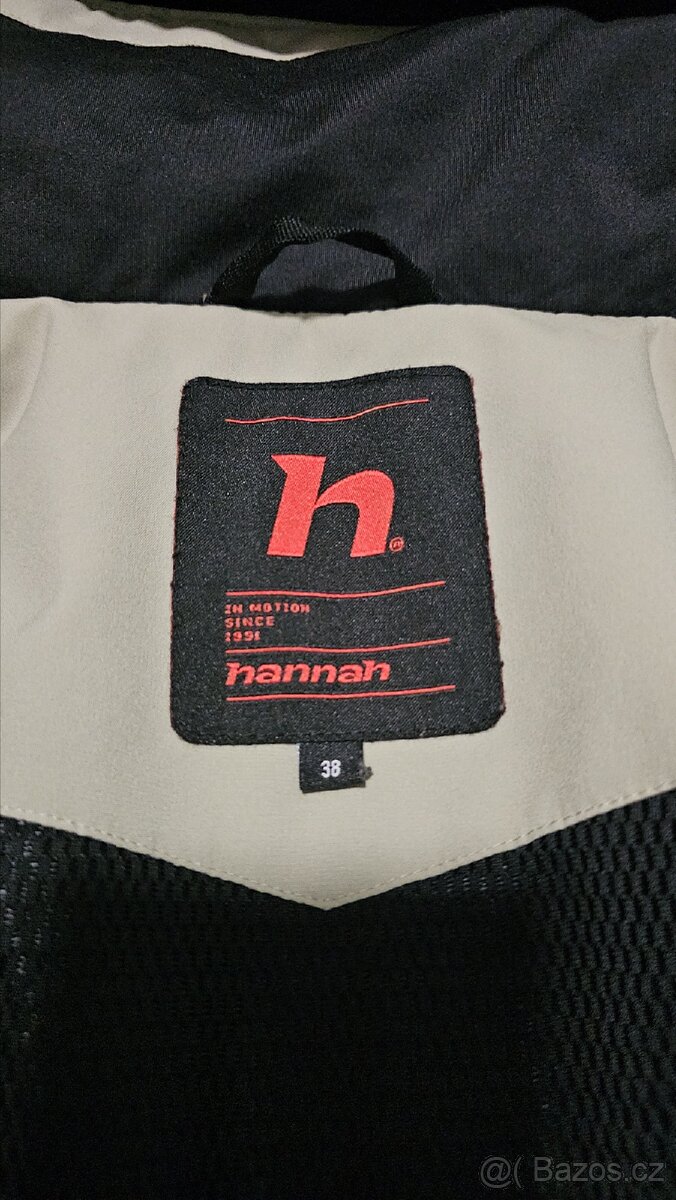 h®
IN MOTION
SINCE
1991
hannah
38
@( Bazos.cz